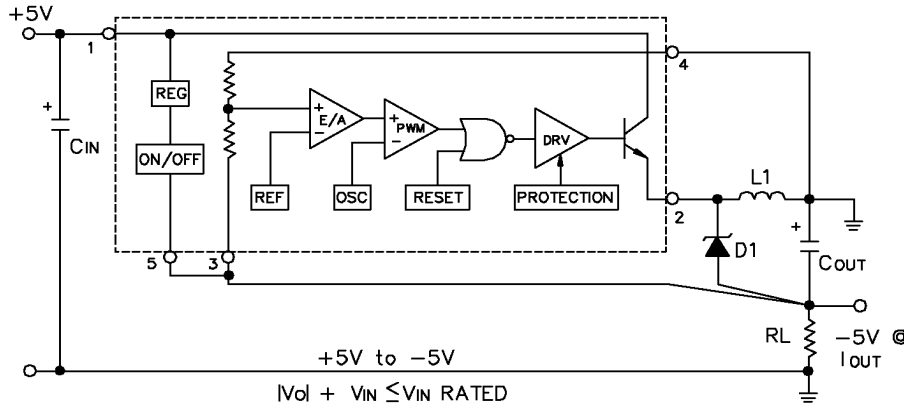 +5V
1
4
REG
+
E/A
−
+
PWM
−
DRV
+
CIN
ON/OFF
REF
OSC
RESET
PROTECTION
2
L1
+
D1
COUT
5
3
RL
−5V @
IOUT
+5V to −5V
|Vo| + VIN ≤VIN RATED